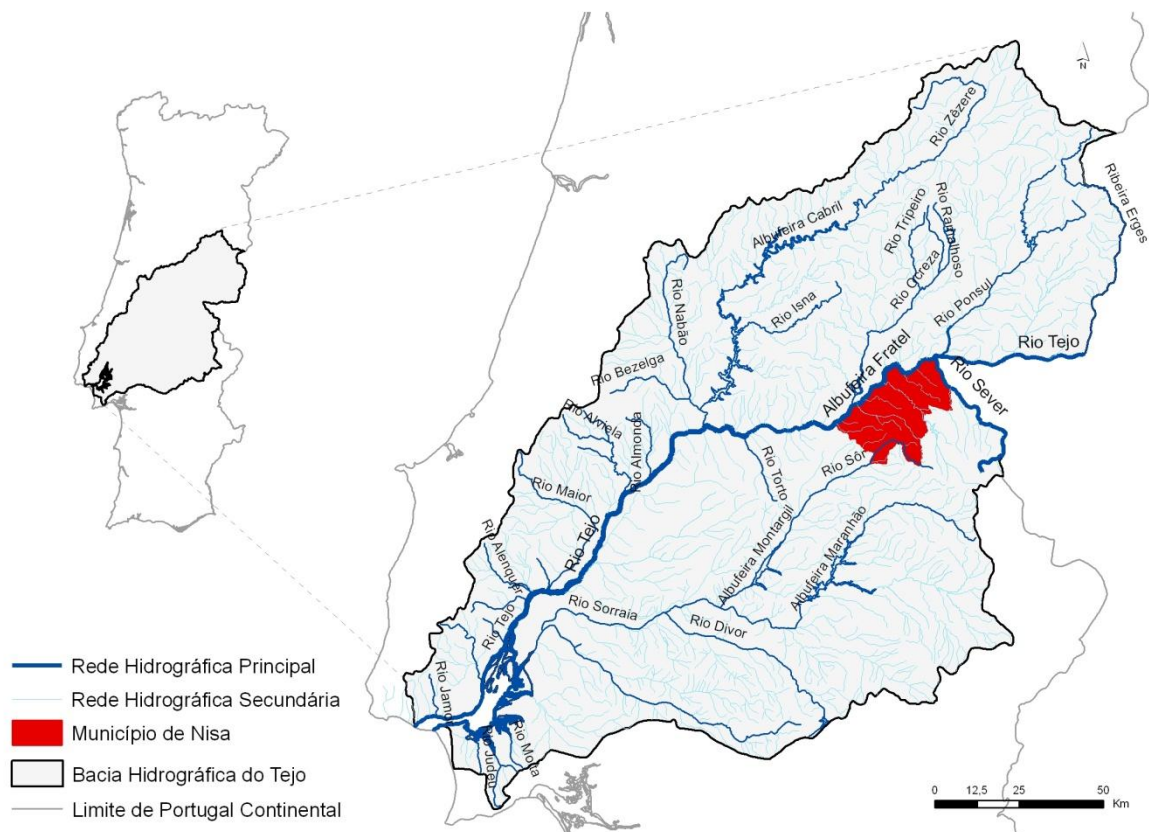 N
Rio Zêzere
Ribeira Erges
Albufeira Cabril
Rio Tripeiro
Rio Ramalhoso
Rio Ocreza
Rio Ponsul
Rio Nabão
Rio Isna
Rio Tejo
Albufeira Fratel
Rio Sever
Rio Bezelga
Rio Alviela
Rio Almonda
Rio Sôr
Rio Torto
Rio Maior
Rio Tejo
Albufeira Montargil
Albufeira Maranhão
Rio Alenquer
Rio Sorraia
Rio Divor
Rio Tejo
Rio Jamor
Rio Moita
Rio Judeu
Rede Hidrográfica Principal
Rede Hidrográfica Secundária
Município de Nisa
Bacia Hidrográfica do Tejo
Limite de Portugal Continental
0 12,5 25 50
Km